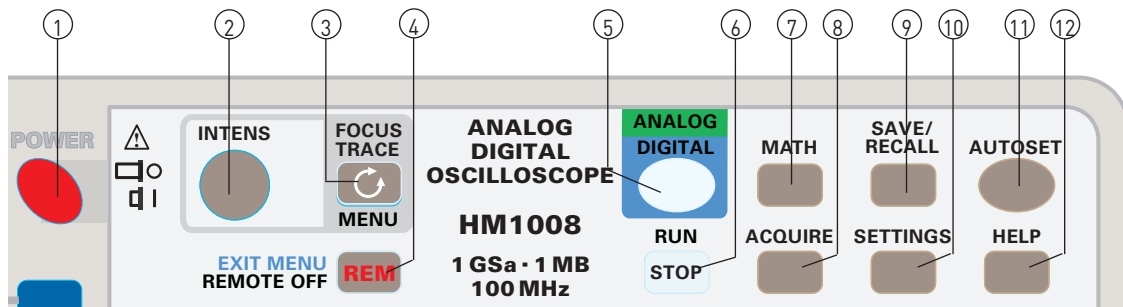 1 2 3 4 5 6 7 8 9 10 11 12
POWER
INTENS
FOCUS
TRACE
MENU
EXIT MENU
REMOTE OFF
REM
ANALOG
DIGITAL
OSCILLOSCOPE
HM1008
1 GSa · 1 MB
100 MHz
ANALOG
DIGITAL
RUN
STOP
MATH
SAVE/
RECALL
AUTOSET
ACQUIRE
SETTINGS
HELP